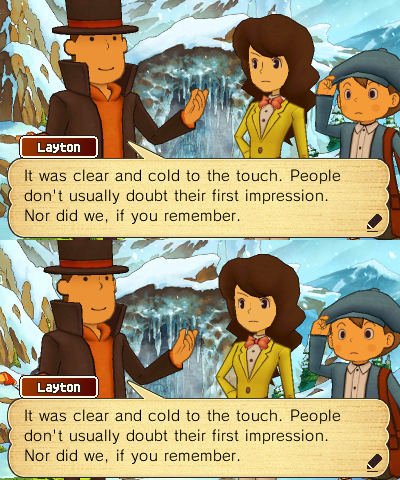 Layton
It was clear and cold to the touch. People
don't usually doubt their first impression.
Nor did we, if you remember.
Layton
It was clear and cold to the touch. People
don't usually doubt their first impression.
Nor did we, if you remember.